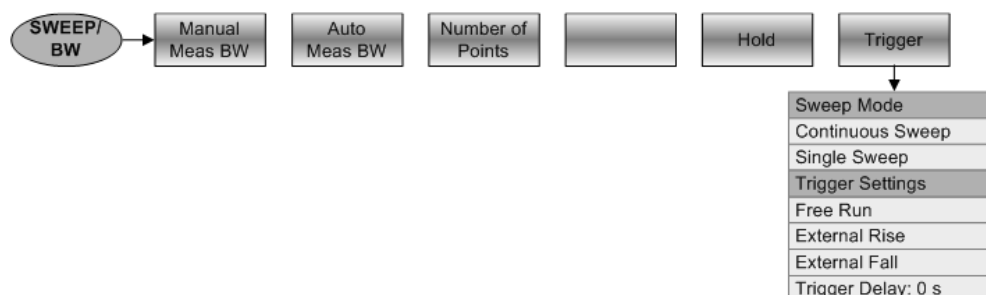 SWEEP/
BW
Manual
Meas BW
Auto
Meas BW
Number of
Points
Hold
Trigger
Sweep Mode
Continuous Sweep
Single Sweep
Trigger Settings
Free Run
External Rise
External Fall
Trigger Delay: 0 s